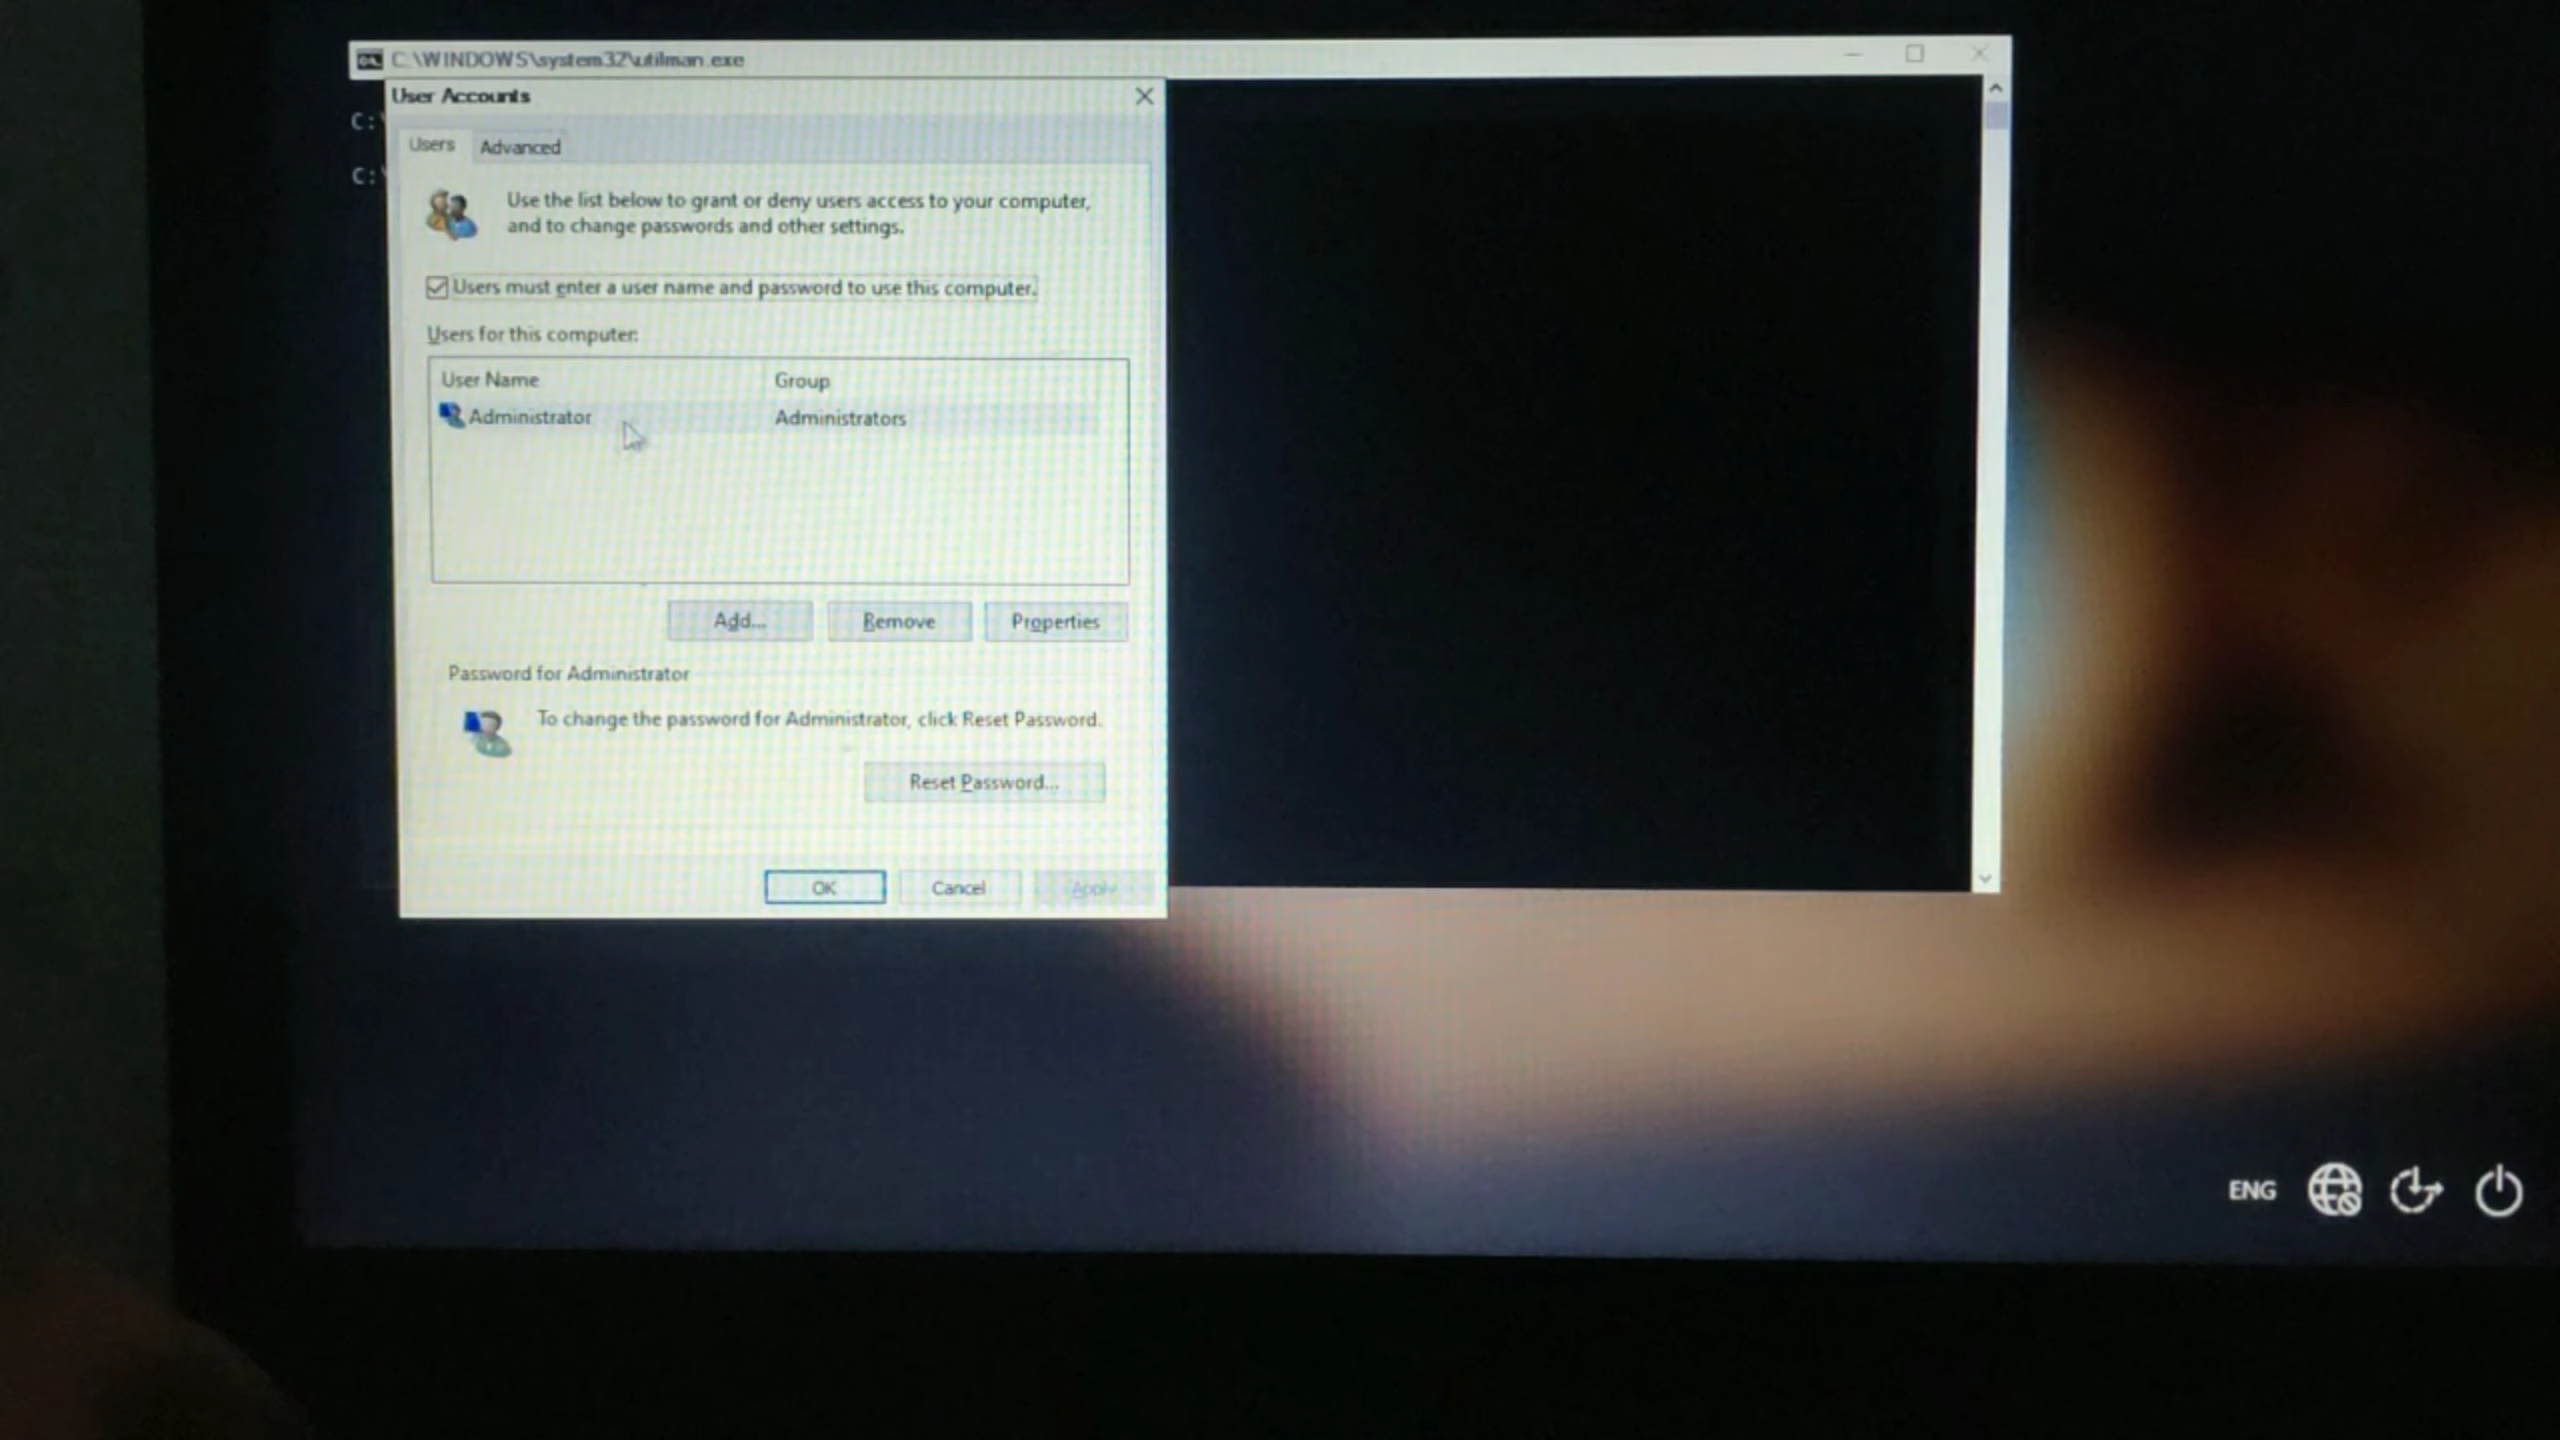 C:\WINDOWS\system32\utilman.exe
User Accounts
C:\
Users
Advanced
C:\
Use the list below to grant or deny users access to your computer,
and to change passwords and other settings.
Users must enter a user name and password to use this computer.
Users for this computer:
User Name
Group
Administrator
Administrators
Add...
Remove
Properties
Password for Administrator
To change the password for Administrator, click Reset Password.
Reset Password...
OK
Cancel
Apply
ENG